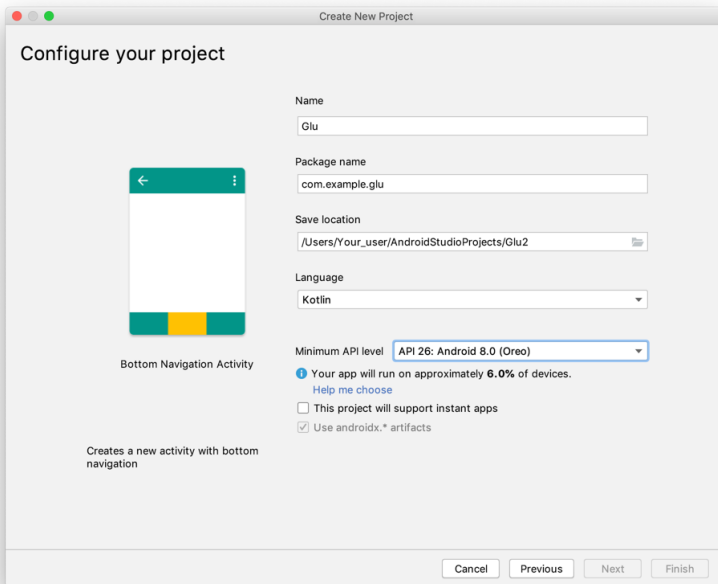 Create New Project
Configure your project
Name
Glu
Package name
com.example.glu
Save location
/Users/Your_user/AndroidStudioProjects/Glu2
Language
Kotlin
Bottom Navigation Activity
Minimum API level API 26: Android 8.0 (Oreo)
Your app will run on approximately 6.0% of devices.
Help me choose
This project will support instant apps
Use androidx.* artifacts
Creates a new activity with bottom
navigation
Cancel Previous Next Finish